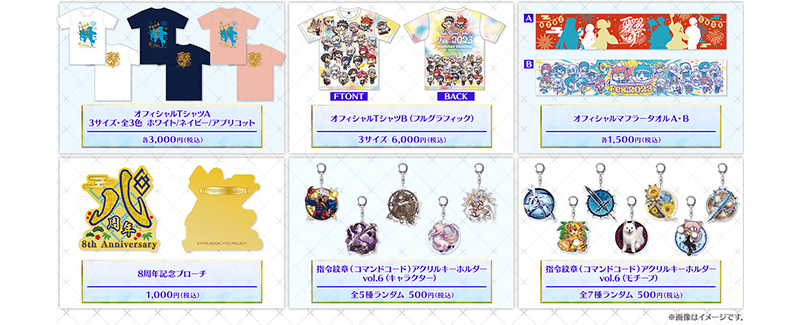 FTONT
BACK
A
B
Fes.2023
オフィシャルTシャツA
3サイズ・全3色 ホワイト/ネイビー/アプリコット
各3,000円(税込)
オフィシャルTシャツB(フルグラフィック)
3サイズ 6,000円(税込)
オフィシャルマフラータオルA・B
各1,500円(税込)
八
周年
8th Anniversary
©TYPE-MOON / FGO PROJECT
8周年記念ブローチ
1,000円(税込)
指令紋章(コマンドコード)アクリルキーホルダー
vol.6(キャラクター)
全5種ランダム 500円(税込)
指令紋章(コマンドコード)アクリルキーホルダー
vol.6(モチーフ)
全7種ランダム 500円(税込)
※画像はイメージです。